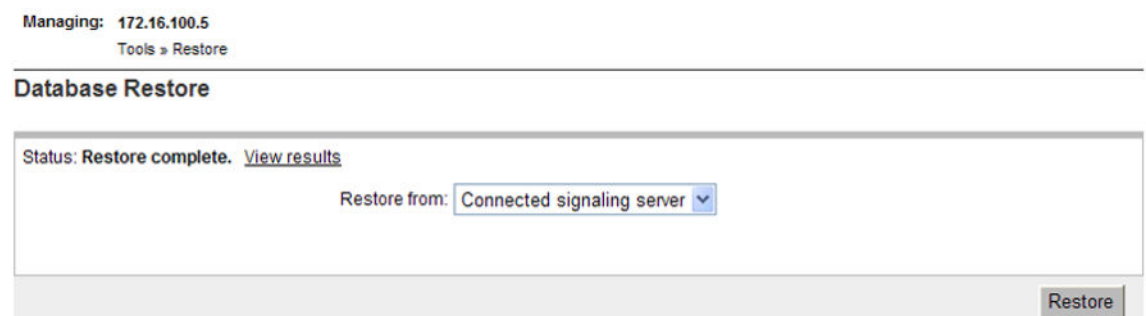 Managing: 172.16.100.5
Tools » Restore
Database Restore
Status: Restore complete. View results
Restore from: Connected signaling server
Restore